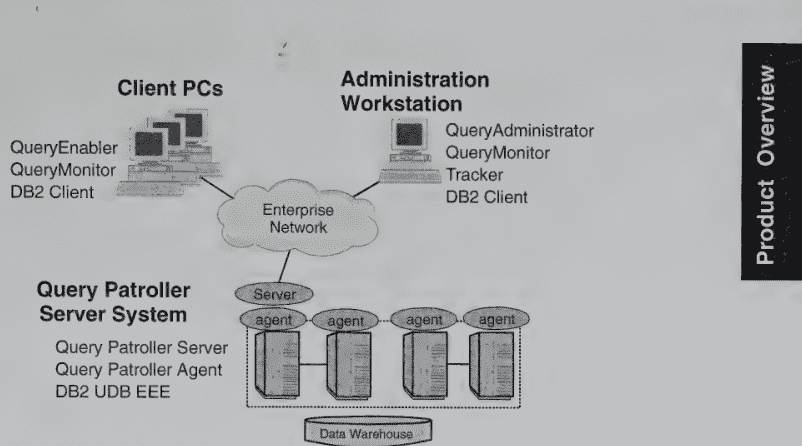 Client PCs
QueryEnabler
QueryMonitor
DB2 Client
Administration
Workstation
QueryAdministrator
QueryMonitor
Tracker
DB2 Client
Enterprise
Network
Query Patroller
Server System
Query Patroller Server
Query Patroller Agent
DB2 UDB EEE
Server
agent
agent
agent
agent
Data Warehouse
Product Overview